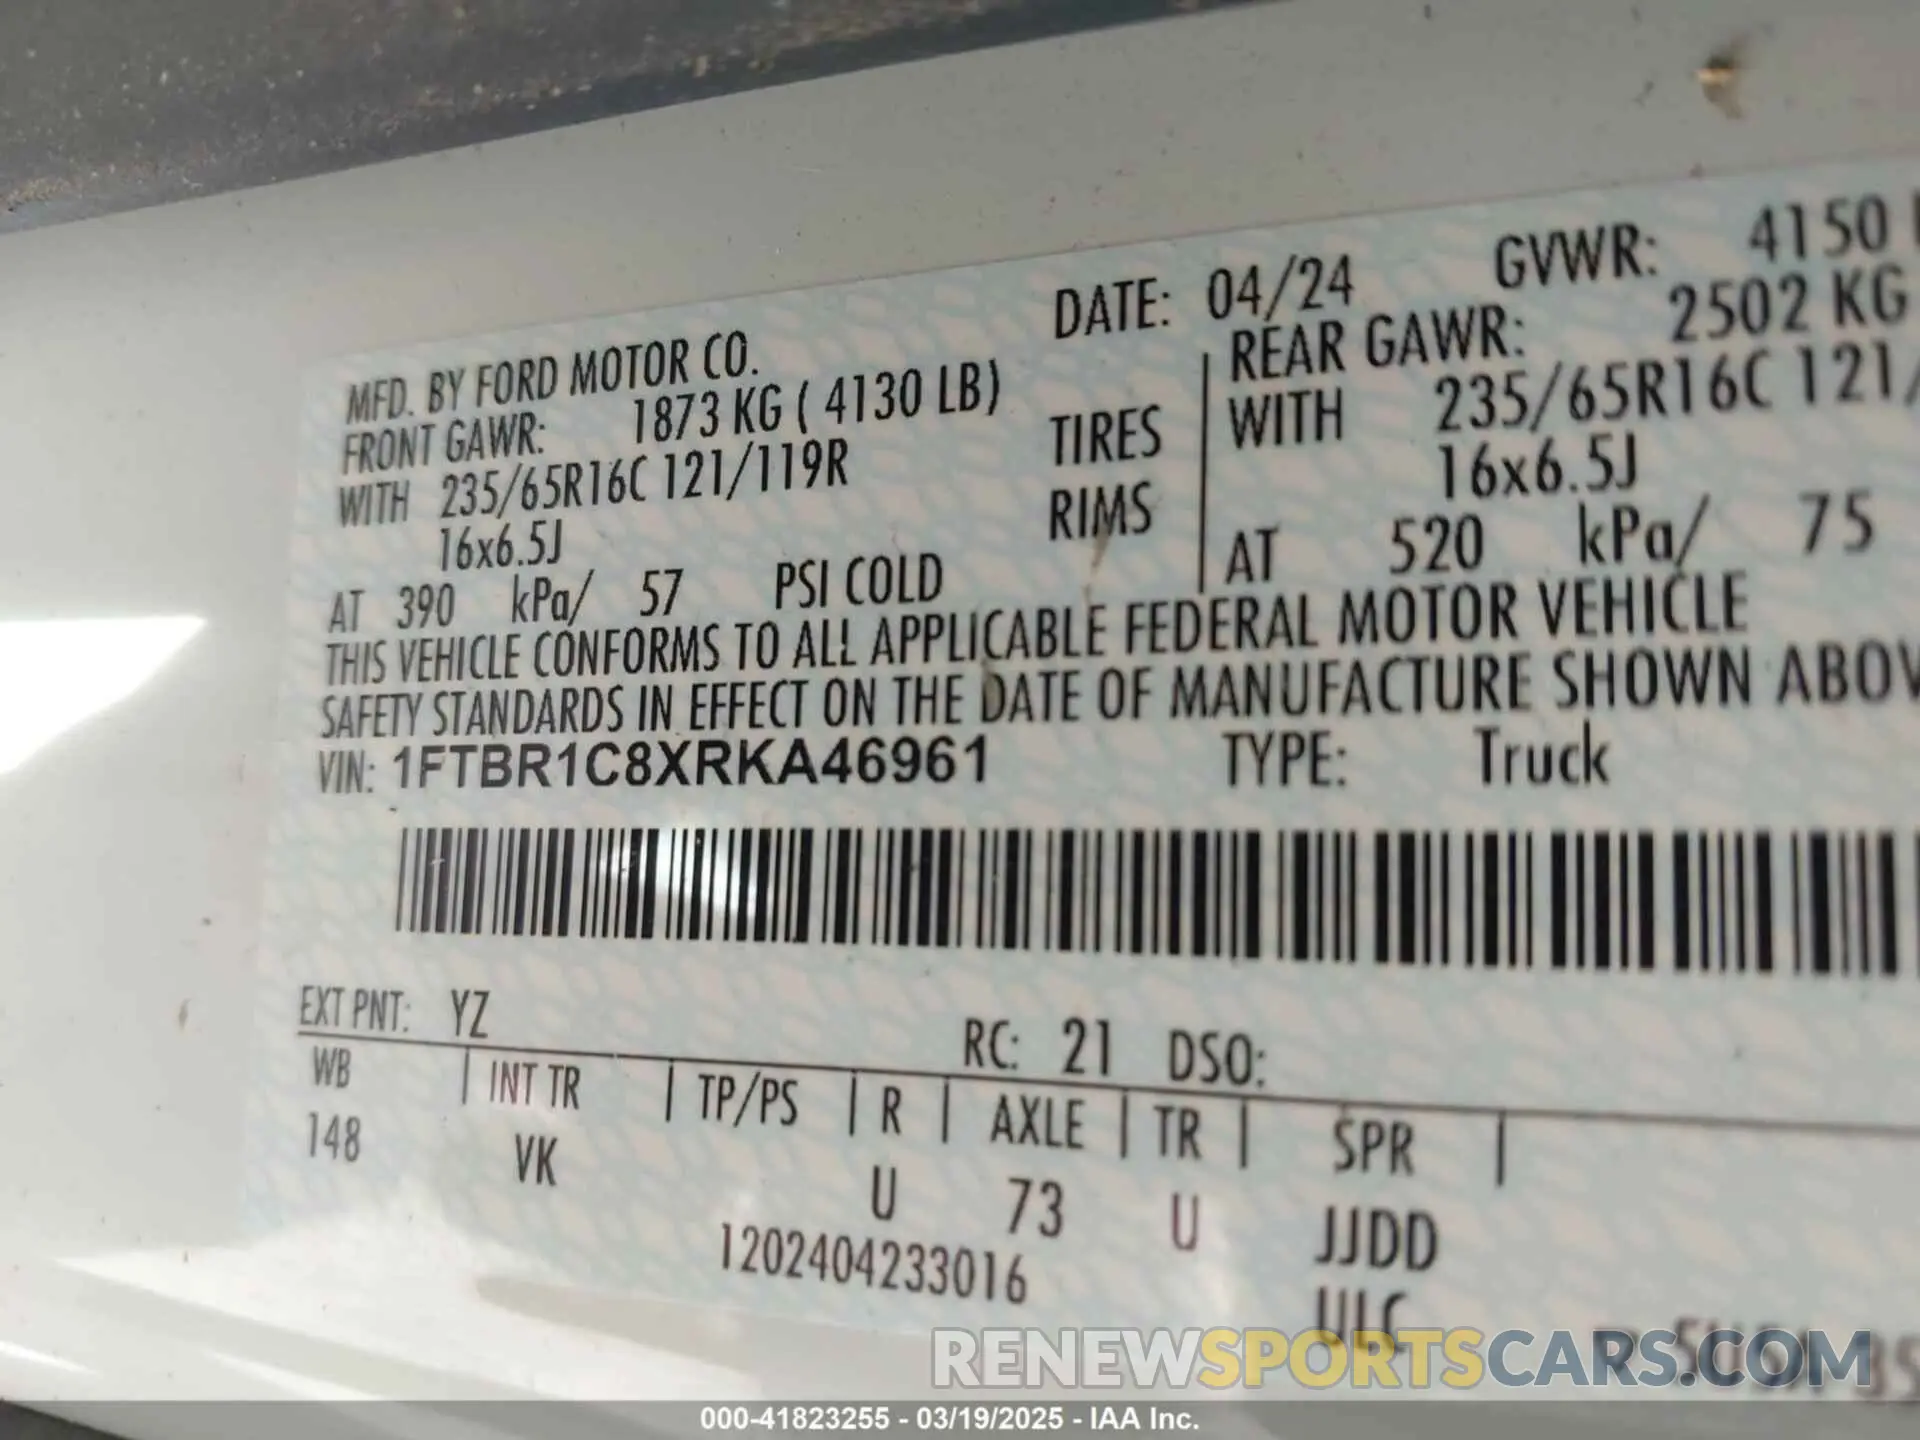 MFD. BY FORD MOTOR CO. DATE: 04/24 GVWR: 4150
FRONT GAWR: 1873 KG ( 4130 LB) REAR GAWR: 2502 KG
WITH 235/65R16C 121/119R TIRES WITH 235/65R16C 121/
16x6.5J RIMS 16x6.5J
AT 390 kPa/ 57 PSI COLD AT 520 kPa/ 75
THIS VEHICLE CONFORMS TO ALL APPLICABLE FEDERAL MOTOR VEHICLE
SAFETY STANDARDS IN EFFECT ON THE DATE OF MANUFACTURE SHOWN ABOV
VIN: 1FTBR1C8XRKA46961 TYPE: Truck
EXT PNT: YZ RC: 21 DSO:
WB INT TR TP/PS R AXLE TR SPR
148 VK U 73 U JJDD
1202404233016 ULC
RENEWSPORTSCARS.COM
000-41823255 - 03/19/2025 - IAA Inc.